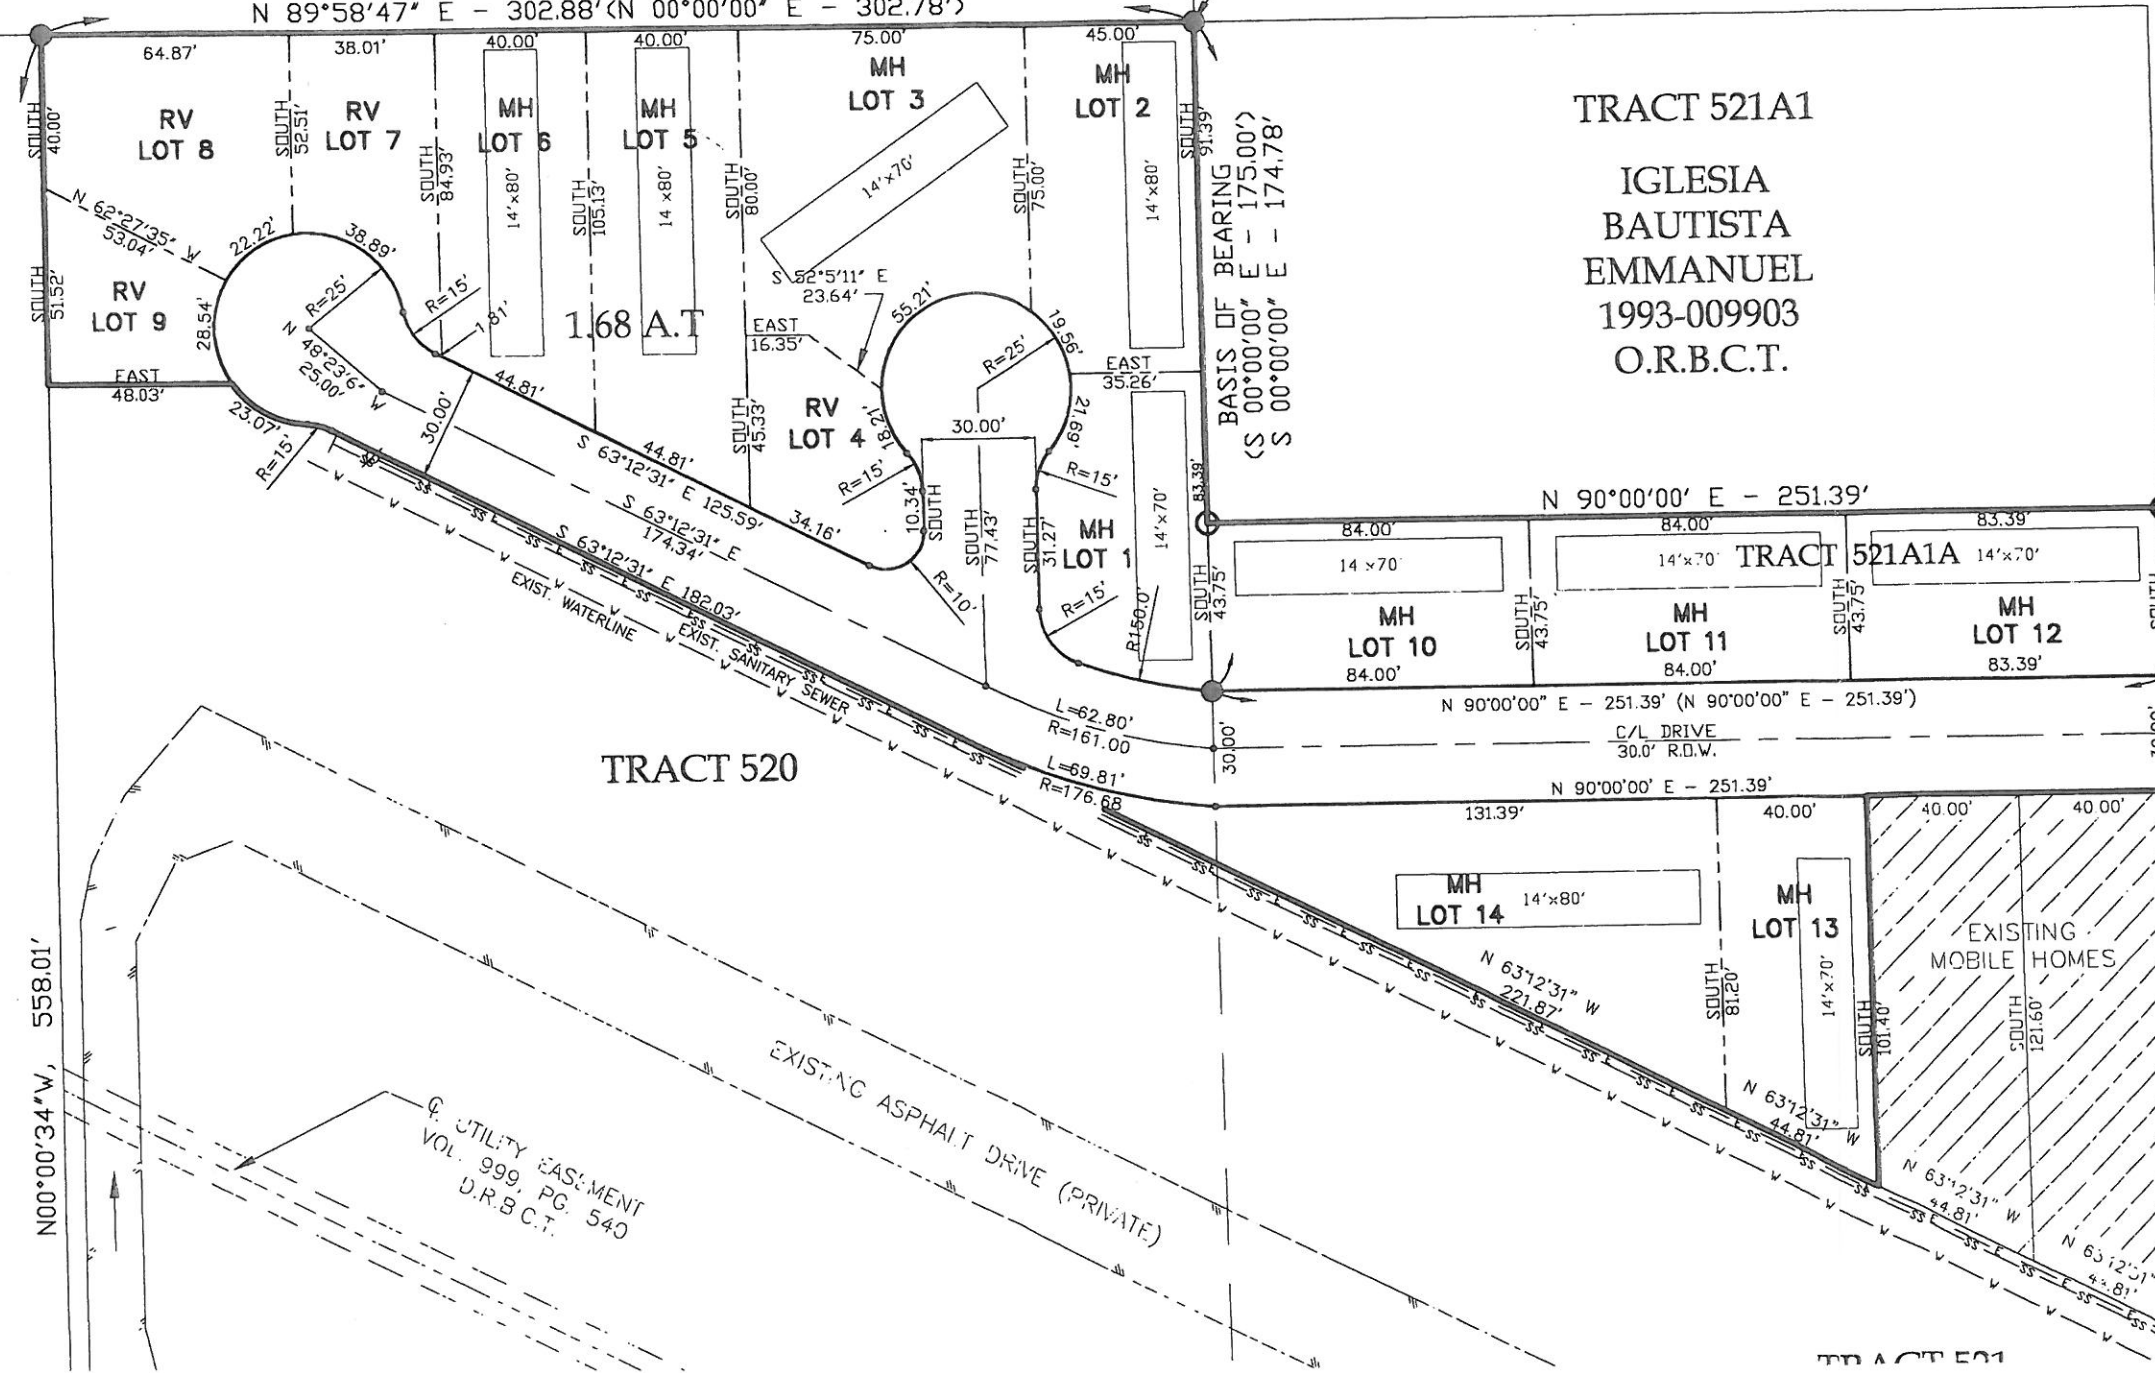 N 89°58'47" E - 302.88'(N 00°00'00" E - 302.78')
64.87'
38.01'
40.00'
40.00'
75.00'
45.00'
SOUTH
40.00'
RV
LOT 8
SOUTH
52.51'
RV
LOT 7
SOUTH
84.93'
MH
LOT 6
14'x80'
SOUTH
105.13'
MH
LOT 5
14 x80'
SOUTH
80.00'
MH
LOT 3
14'x70'
SOUTH
75.00'
MH
LOT 2
14'x80'
SOUTH
91.39'
BASIS OF BEARING
(S 00°00'00" E - 175.00')
S 00°00'00" E - 174.78'
TRACT 521A1
IGLESIA
BAUTISTA
EMMANUEL
1993-009903
O.R.B.C.T.
N 62°27'35" W
53.04'
22.22'
38.89'
R=25'
R=15'
1.81'
SOUTH
51.52'
RV
LOT 9
28.54'
N 48°23'6" W
25.00'
EAST
48.03'
23.07'
R=15'
30.00'
44.81'
1.68 A.T
S 52°5'11" E
23.64'
EAST
16.35'
55.21'
R=25'
19.56'
EAST
35.26'
RV
LOT 4
18.21'
30.00'
21.69'
R=15'
R=15'
SOUTH
45.33'
44.81'
S 63°12'31" E 125.59'
34.16'
10.34'
SOUTH
SOUTH
77.43'
SOUTH
31.27'
MH
LOT 1
14'x70'
83.39'
R=10'
R=15'
R150.0'
SOUTH
43.75'
S 63°12'31" E
174.34'
S 63°12'31" E 182.03'
EXIST. WATERLINE
EXIST. SANITARY SEWER
N 90°00'00' E - 251.39'
84.00'
84.00'
83.39'
14 x70'
14'x70'
TRACT 521A1A
14'x70'
MH
LOT 10
SOUTH
43.75'
MH
LOT 11
SOUTH
43.75'
MH
LOT 12
84.00'
84.00'
83.39'
N 90°00'00" E - 251.39' (N 90°00'00" E - 251.39')
C/L DRIVE
30.0' R.O.W.
30.00'
L=62.80'
R=161.00
L=69.81'
R=176.68
N 90°00'00' E - 251.39'
131.39'
40.00'
40.00'
40.00'
TRACT 520
MH
LOT 14
14'x80'
MH
LOT 13
14'x70'
SOUTH
81.20'
SOUTH
101.40'
EXISTING
MOBILE HOMES
SOUTH
121.60'
N 63°12'31" W
221.87'
N 63°12'31" W
44.81'
N 63°12'31" W
44.81'
N 63°12'31"
44.81'
N00°00'34"W, 558.01'
EXISTING ASPHALT DRIVE (PRIVATE)
℄ UTILITY EASEMENT
VOL. 999, PG. 540
D.R.B.C.T.
TRACT 521